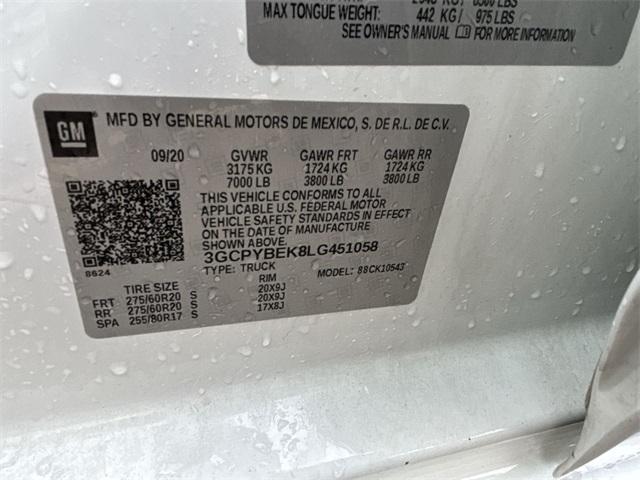 MAX TONGUE WEIGHT: 442 KG/ 975 LBS
SEE OWNER'S MANUAL FOR MORE INFORMATION
GM
MFD BY GENERAL MOTORS DE MEXICO, S. DE R.L. DE C.V.
09/20 GVWR GAWR FRT GAWR RR
3175 KG 1724 KG 1724 KG
7000 LB 3800 LB 3800 LB
THIS VEHICLE CONFORMS TO ALL
APPLICABLE U.S. FEDERAL MOTOR
VEHICLE SAFETY STANDARDS IN EFFECT
ON THE DATE OF MANUFACTURE
SHOWN ABOVE.
3GCPYBEK8LG451058
8624 TYPE: TRUCK 88CK10543
TIRE SIZE RIM
FRT 275/60R20 S 20X9J
RR 275/60R20 S 20X9J
SPA 255/80R17 S 17X8J